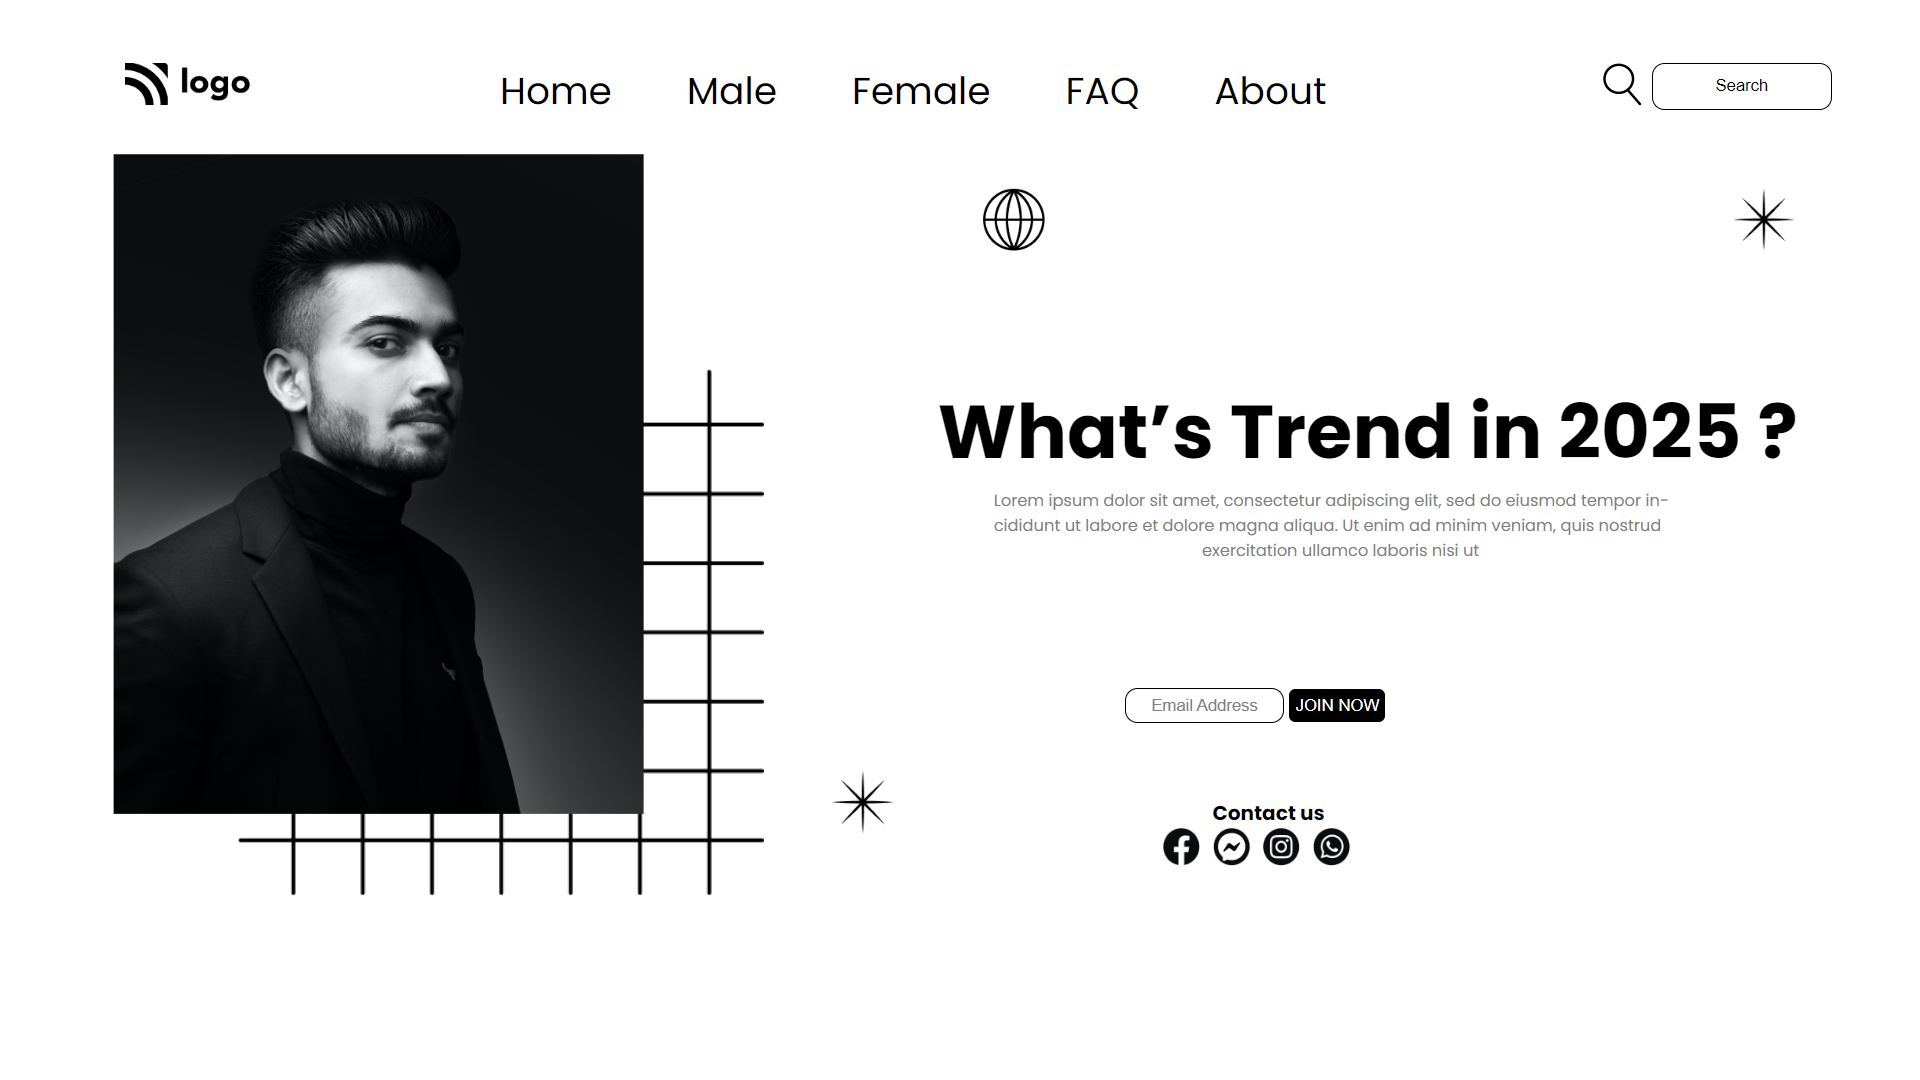 logo
Home
Male
Female
FAQ
About
Search
What’s Trend in 2025 ?
Lorem ipsum dolor sit amet, consectetur adipiscing elit, sed do eiusmod tempor in-
cididunt ut labore et dolore magna aliqua. Ut enim ad minim veniam, quis nostrud
exercitation ullamco laboris nisi ut
Email Address
JOIN NOW
Contact us